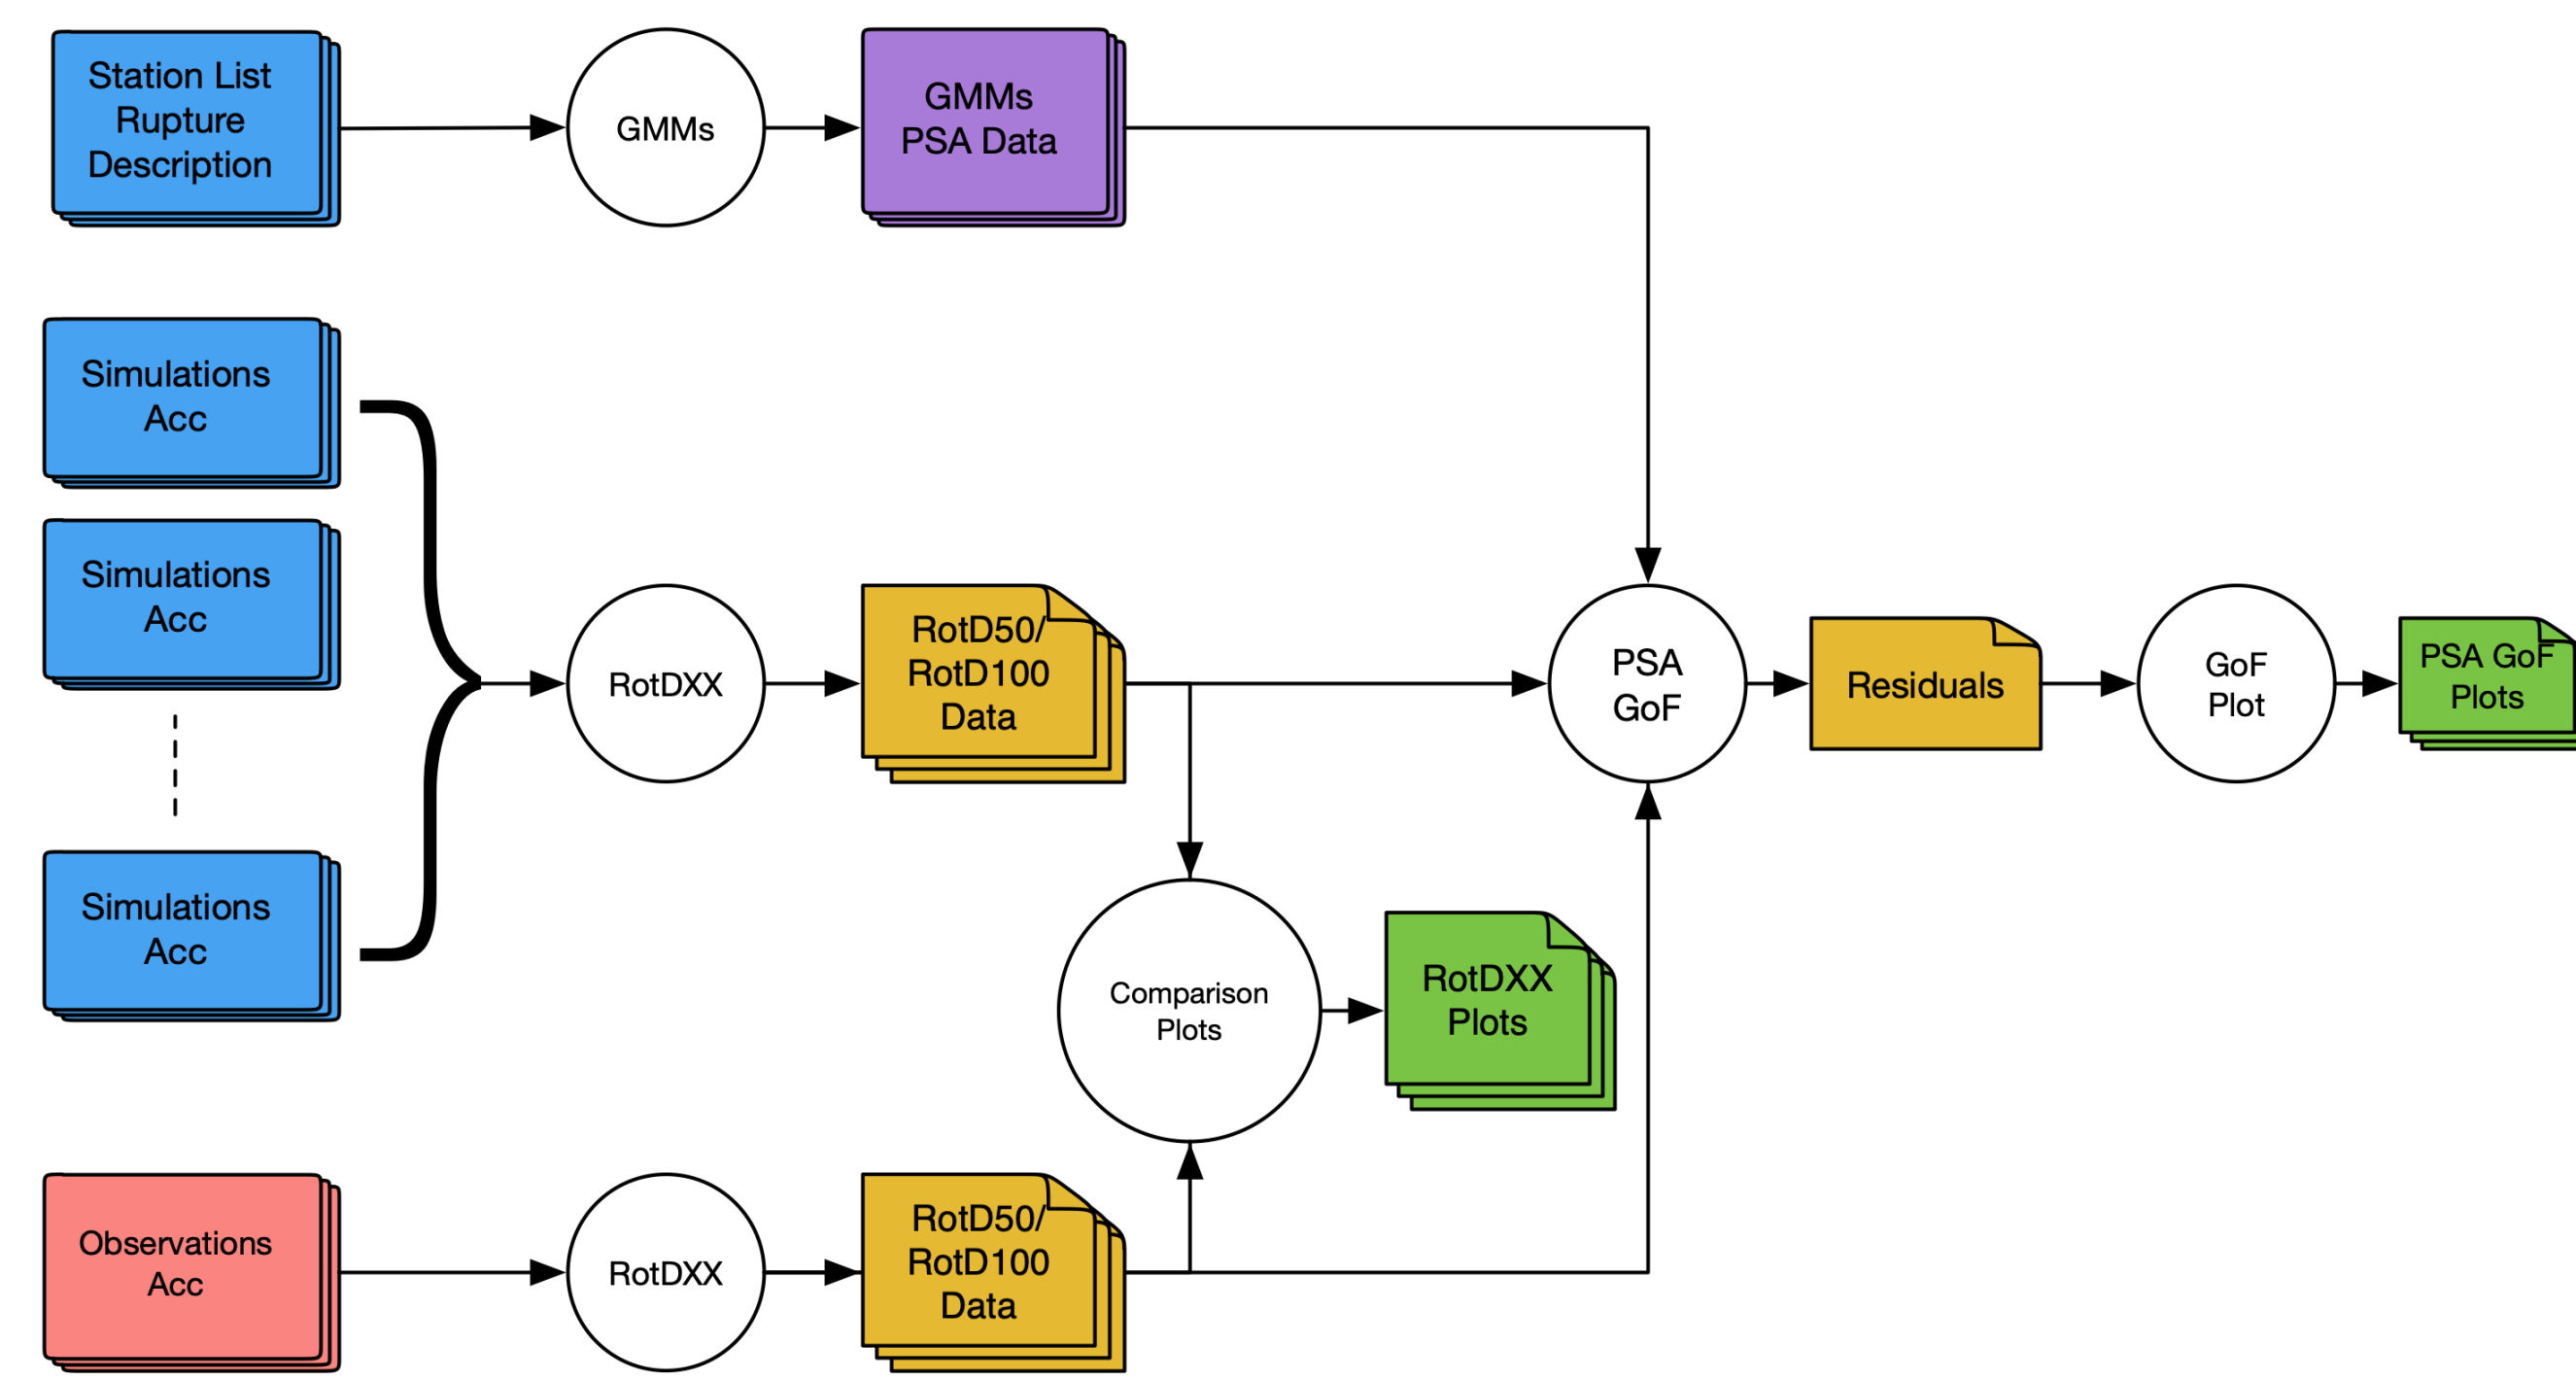 Station List
Rupture
Description
GMMs
GMMs
PSA Data
Simulations
Acc
Simulations
Acc
Simulations
Acc
RotDXX
RotD50/
RotD100
Data
PSA
GoF
Residuals
GoF
Plot
PSA GoF
Plots
Comparison
Plots
RotDXX
Plots
Observations
Acc
RotDXX
RotD50/
RotD100
Data